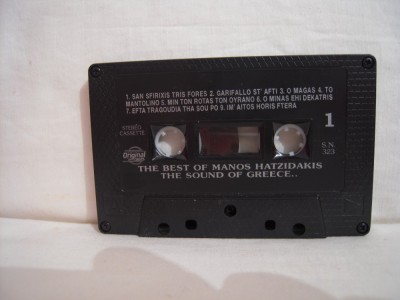 1. SAN SFIRIXIS TRIS FORES 2. GARIFALLO ST' AFTI 3. O MAGAS 4. TO
MANTOLINO 5. MIN TON ROTAS TON OYRANO 6. O MINAS EHI DEKATRIS
7. EFTA TRAGOUDIA THA SOU PO 9. IM' AITOS HORIS FTERA
STEREO
CASSETTE
1
Original
S.N.
323
THE BEST OF MANOS HATZIDAKIS
THE SOUND OF GREECE..